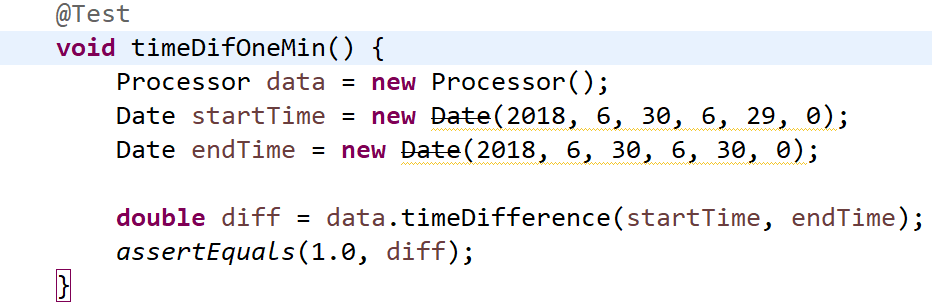 @Test
void timeDifOneMin() {
Processor data = new Processor();
Date startTime = new Date(2018, 6, 30, 6, 29, 0);
Date endTime = new Date(2018, 6, 30, 6, 30, 0);
double diff = data.timeDifference(startTime, endTime);
assertEquals(1.0, diff);
}